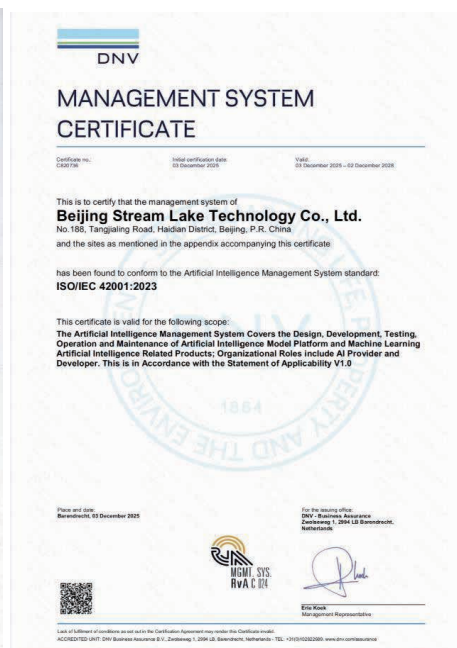 DNV
MANAGEMENT SYSTEM
CERTIFICATE
Certificate no.:
C820736
Initial certification date:
03 December 2025
Valid:
03 December 2025 – 02 December 2028
This is to certify that the management system of
Beijing Stream Lake Technology Co., Ltd.
No.188, Tangjialing Road, Haidian District, Beijing, P.R. China
and the sites as mentioned in the appendix accompanying this certificate
has been found to conform to the Artificial Intelligence Management System standard:
ISO/IEC 42001:2023
This certificate is valid for the following scope:
The Artificial Intelligence Management System Covers the Design, Development, Testing,
Operation and Maintenance of Artificial Intelligence Model Platform and Machine Learning
Artificial Intelligence Related Products; Organizational Roles include AI Provider and
Developer. This is in Accordance with the Statement of Applicability V1.0
1864
Place and date:
Barendrecht, 03 December 2025
For the issuing office:
DNV - Business Assurance
Zwolseweg 1, 2994 LB Barendrecht,
Netherlands
MGMT. SYS.
RvA C 024
Erie Koek
Management Representative
Lack of fulfilment of conditions as set out in the Certification Agreement may render this Certificate invalid.
ACCREDITED UNIT: DNV Business Assurance B.V., Zwolseweg 1, 2994 LB, Barendrecht, Netherlands - TEL: +31(0)102922689. www.dnv.com/assurance